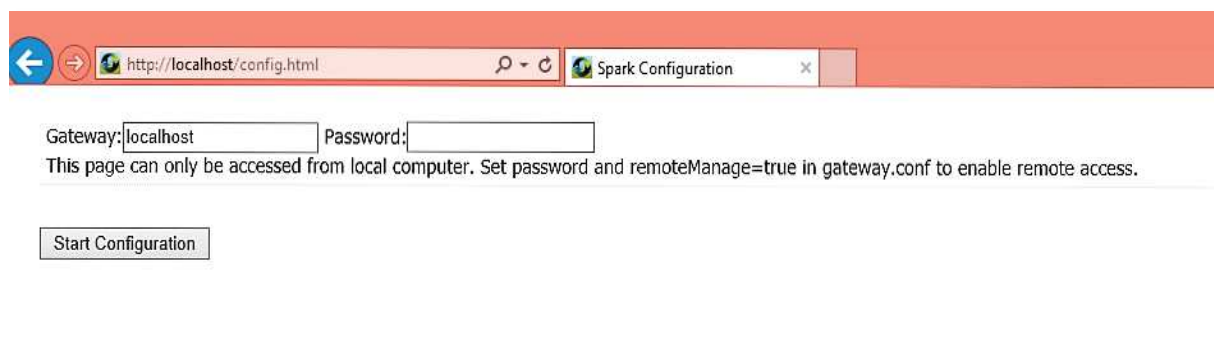 http://localhost/config.html
Spark Configuration
Gateway: localhost Password:
This page can only be accessed from local computer. Set password and remoteManage=true in gateway.conf to enable remote access.
Start Configuration